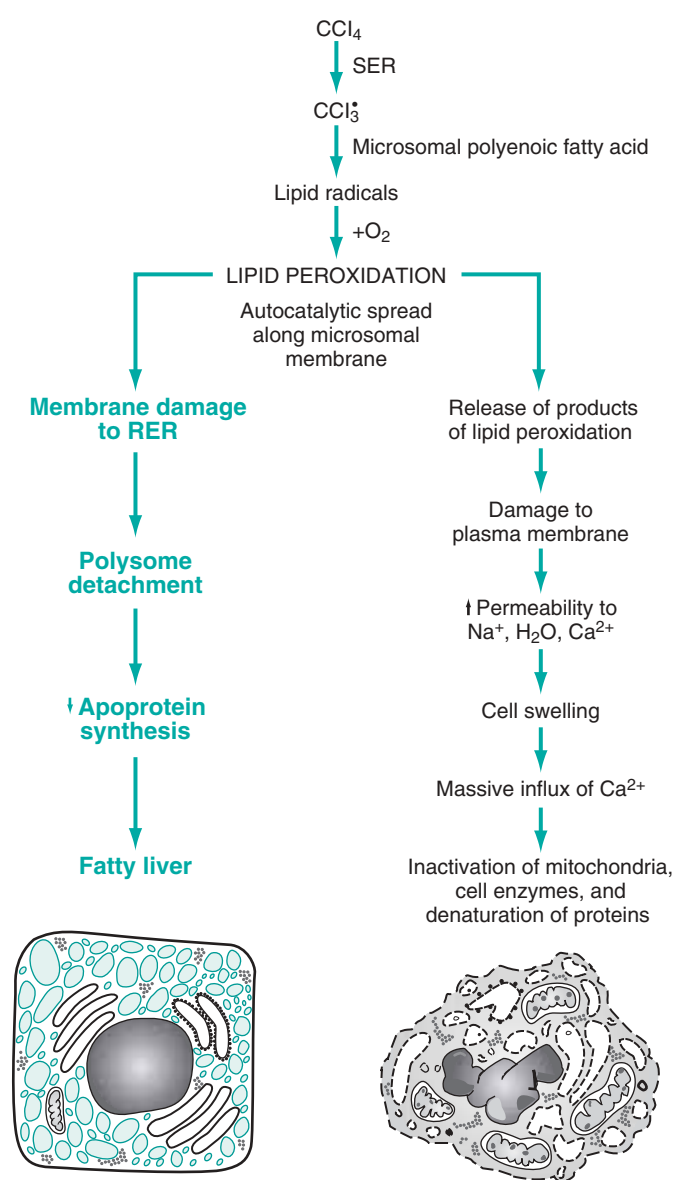 CCl₄
SER
CCl₃•
Microsomal polyenoic fatty acid
Lipid radicals
+O₂
LIPID PEROXIDATION
Autocatalytic spread
along microsomal
membrane
Membrane damage
to RER
Polysome
detachment
↓Apoprotein
synthesis
Fatty liver
Release of products
of lipid peroxidation
Damage to
plasma membrane
↑Permeability to
Na⁺, H₂O, Ca²⁺
Cell swelling
Massive influx of Ca²⁺
Inactivation of mitochondria,
cell enzymes, and
denaturation of proteins